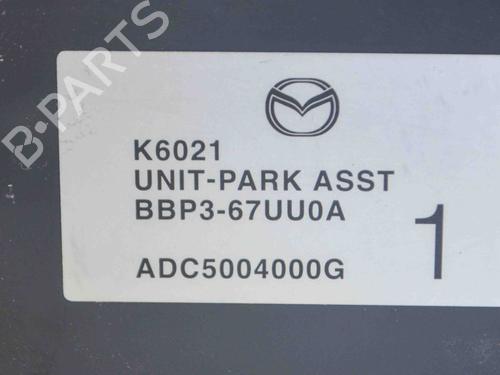 B-PARTS
K6021
UNIT-PARK ASST
BBP3-67UU0A
ADC5004000G
1